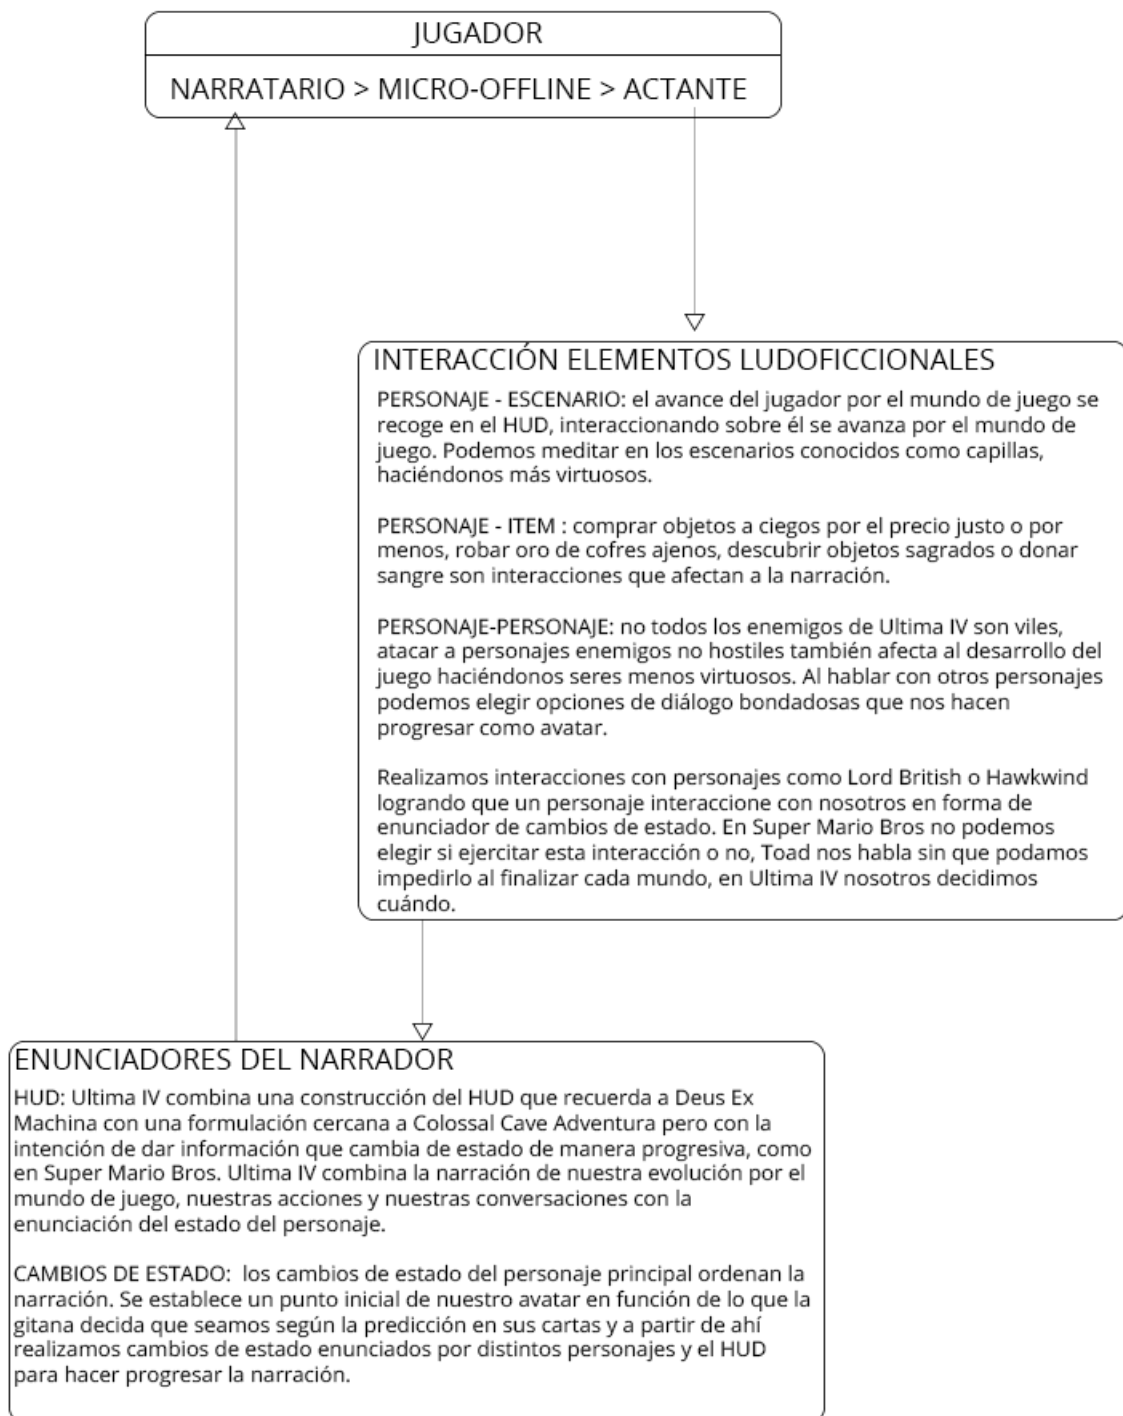 JUGADOR
NARRATARIO > MICRO-OFFLINE > ACTANTE
INTERACCIÓN ELEMENTOS LUDOFICCIONALES
PERSONAJE - ESCENARIO: el avance del jugador por el mundo de juego se
recoge en el HUD, interaccionando sobre él se avanza por el mundo de
juego. Podemos meditar en los escenarios conocidos como capillas,
haciéndonos más virtuosos.
PERSONAJE - ITEM : comprar objetos a ciegos por el precio justo o por
menos, robar oro de cofres ajenos, descubrir objetos sagrados o donar
sangre son interacciones que afectan a la narración.
PERSONAJE-PERSONAJE: no todos los enemigos de Ultima IV son viles,
atacar a personajes enemigos no hostiles también afecta al desarrollo del
juego haciéndonos seres menos virtuosos. Al hablar con otros personajes
podemos elegir opciones de diálogo bondadosas que nos hacen
progresar como avatar.
Realizamos interacciones con personajes como Lord British o Hawkwind
logrando que un personaje interaccione con nosotros en forma de
enunciador de cambios de estado. En Super Mario Bros no podemos
elegir si ejercitar esta interacción o no, Toad nos habla sin que podamos
impedirlo al finalizar cada mundo, en Ultima IV nosotros decidimos
cuándo.
ENUNCIADORES DEL NARRADOR
HUD: Ultima IV combina una construcción del HUD que recuerda a Deus Ex
Machina con una formulación cercana a Colossal Cave Adventura pero con la
intención de dar información que cambia de estado de manera progresiva, como
en Super Mario Bros. Ultima IV combina la narración de nuestra evolución por el
mundo de juego, nuestras acciones y nuestras conversaciones con la
enunciación del estado del personaje.
CAMBIOS DE ESTADO:  los cambios de estado del personaje principal ordenan la
narración. Se establece un punto inicial de nuestro avatar en función de lo que la
gitana decida que seamos según la predicción en sus cartas y a partir de ahí
realizamos cambios de estado enunciados por distintos personajes y el HUD
para hacer progresar la narración.